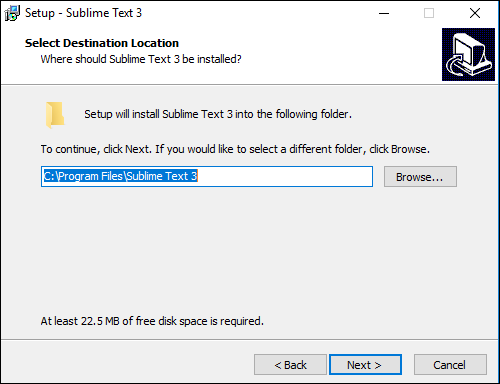 Setup - Sublime Text 3
Select Destination Location
Where should Sublime Text 3 be installed?
Setup will install Sublime Text 3 into the following folder.
To continue, click Next. If you would like to select a different folder, click Browse.
C:\Program Files\Sublime Text 3
Browse...
At least 22.5 MB of free disk space is required.
< Back
Next >
Cancel